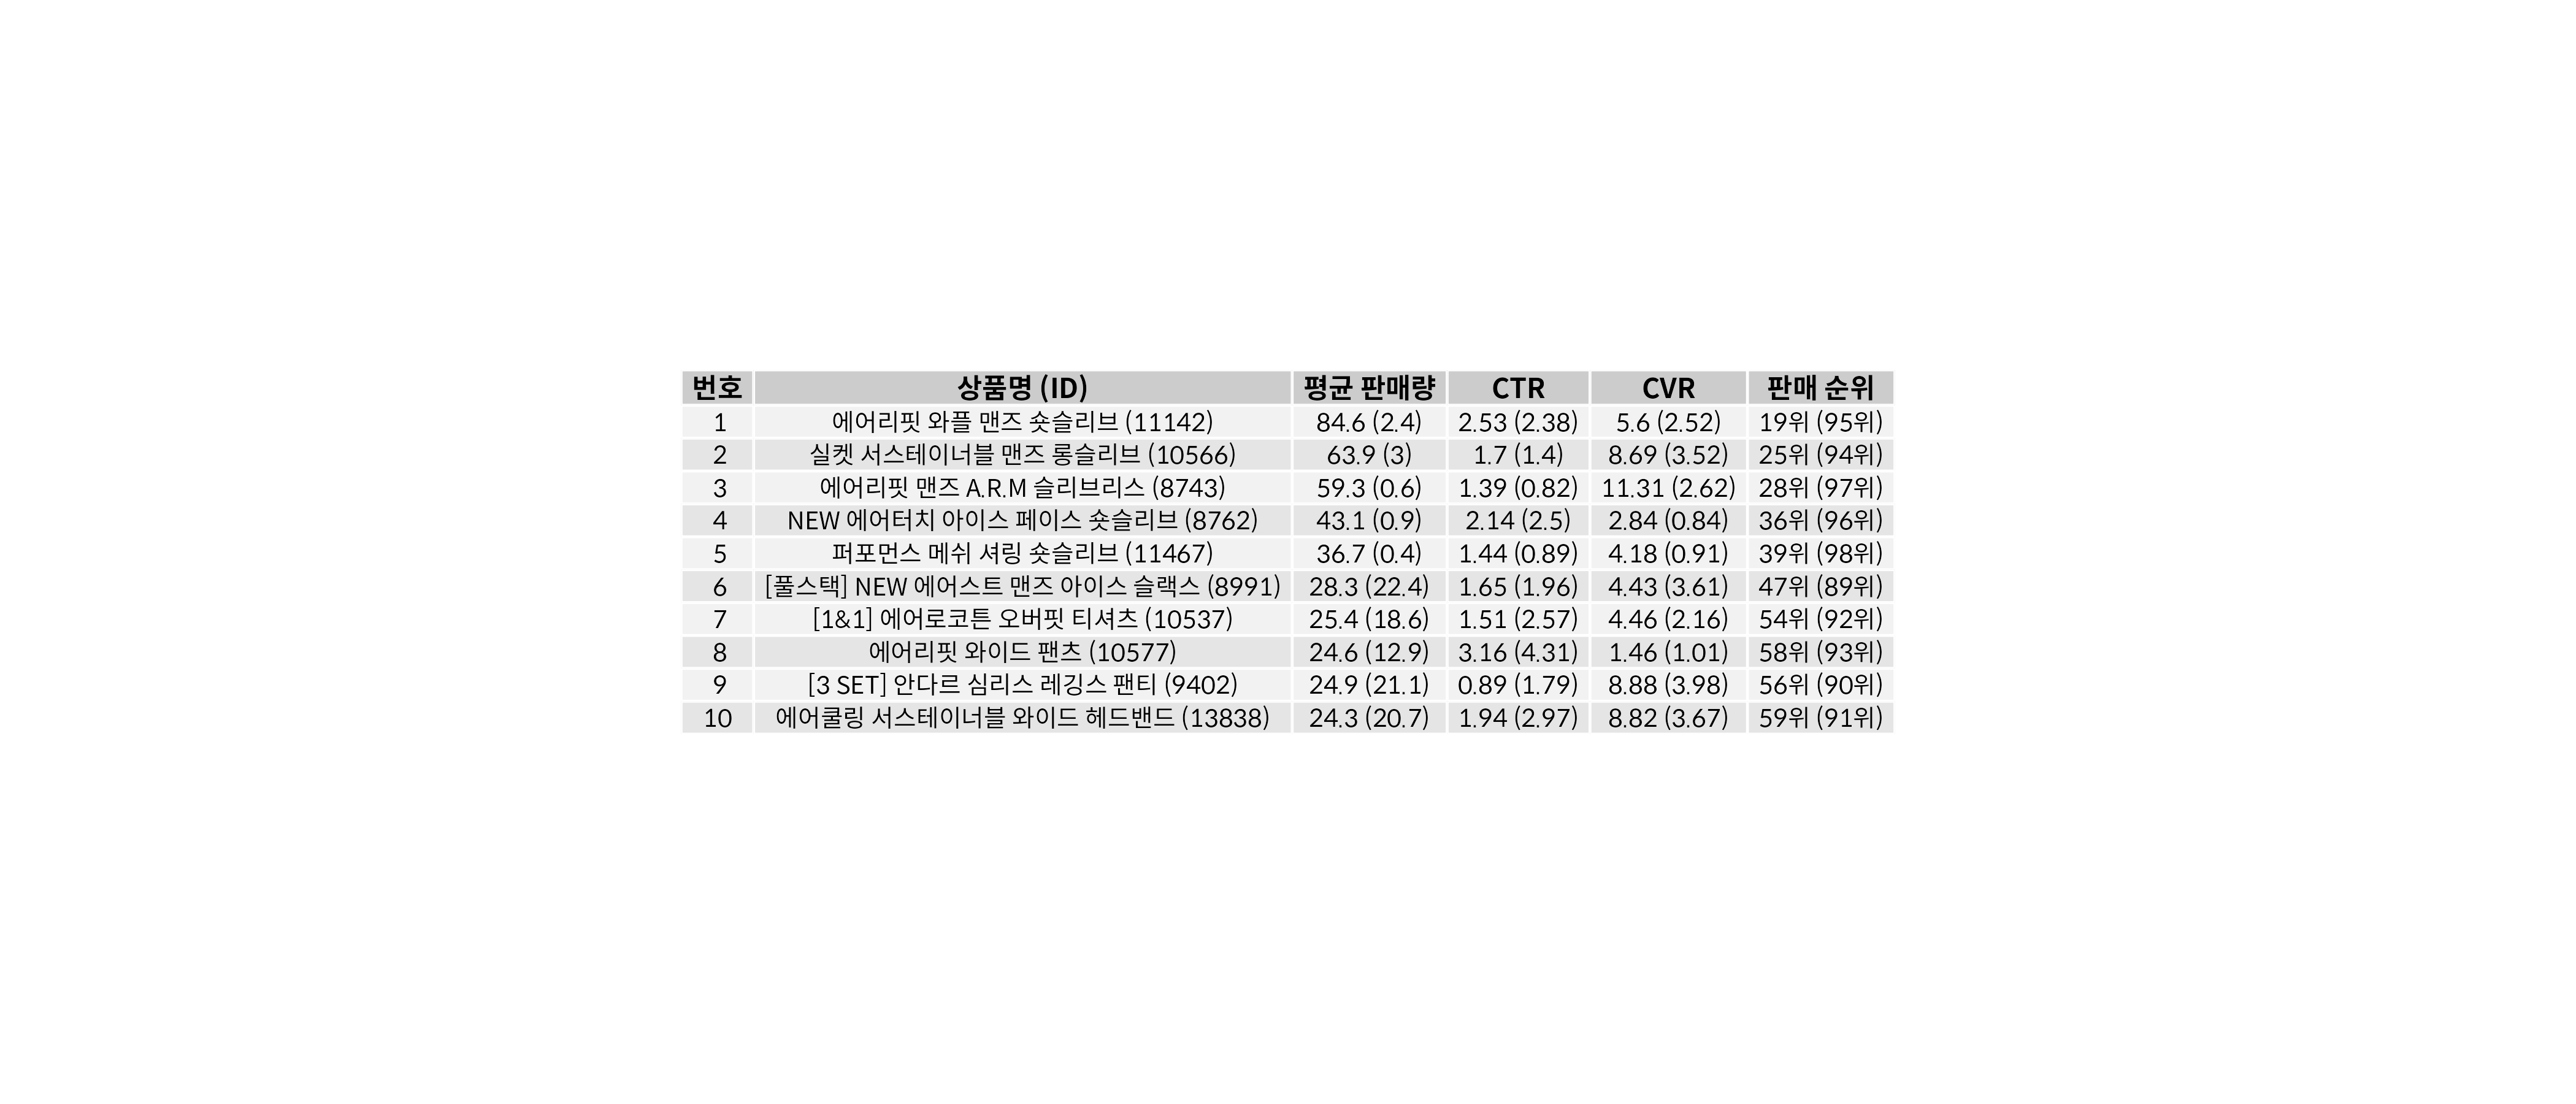 번호 상품명 (ID) 평균 판매량 CTR CVR 판매 순위
1 에어리핏 와플 맨즈 숏슬리브 (11142) 84.6 (2.4) 2.53 (2.38) 5.6 (2.52) 19위 (95위)
2 실켓 서스테이너블 맨즈 롱슬리브 (10566) 63.9 (3) 1.7 (1.4) 8.69 (3.52) 25위 (94위)
3 에어리핏 맨즈 A.R.M 슬리브리스 (8743) 59.3 (0.6) 1.39 (0.82) 11.31 (2.62) 28위 (97위)
4 NEW 에어터치 아이스 페이스 숏슬리브 (8762) 43.1 (0.9) 2.14 (2.5) 2.84 (0.84) 36위 (96위)
5 퍼포먼스 메쉬 셔링 숏슬리브 (11467) 36.7 (0.4) 1.44 (0.89) 4.18 (0.91) 39위 (98위)
6 [풀스택] NEW 에어스트 맨즈 아이스 슬랙스 (8991) 28.3 (22.4) 1.65 (1.96) 4.43 (3.61) 47위 (89위)
7 [1&1] 에어로코튼 오버핏 티셔츠 (10537) 25.4 (18.6) 1.51 (2.57) 4.46 (2.16) 54위 (92위)
8 에어리핏 와이드 팬츠 (10577) 24.6 (12.9) 3.16 (4.31) 1.46 (1.01) 58위 (93위)
9 [3 SET] 안다르 심리스 레깅스 팬티 (9402) 24.9 (21.1) 0.89 (1.79) 8.88 (3.98) 56위 (90위)
10 에어쿨링 서스테이너블 와이드 헤드밴드 (13838) 24.3 (20.7) 1.94 (2.97) 8.82 (3.67) 59위 (91위)